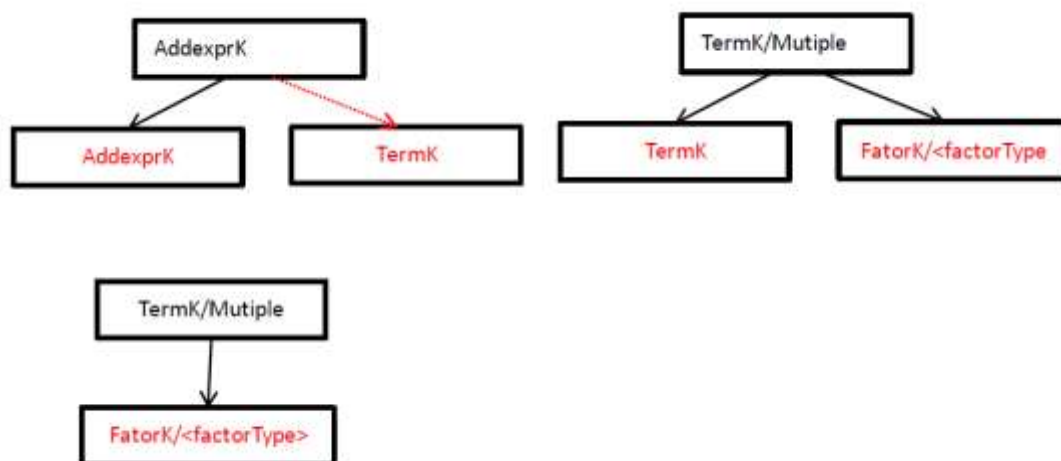 AddexprK
TermK/Mutiple
AddexprK
TermK
TermK
FatorK/<factorType
TermK/Mutiple
FatorK/<factorType>